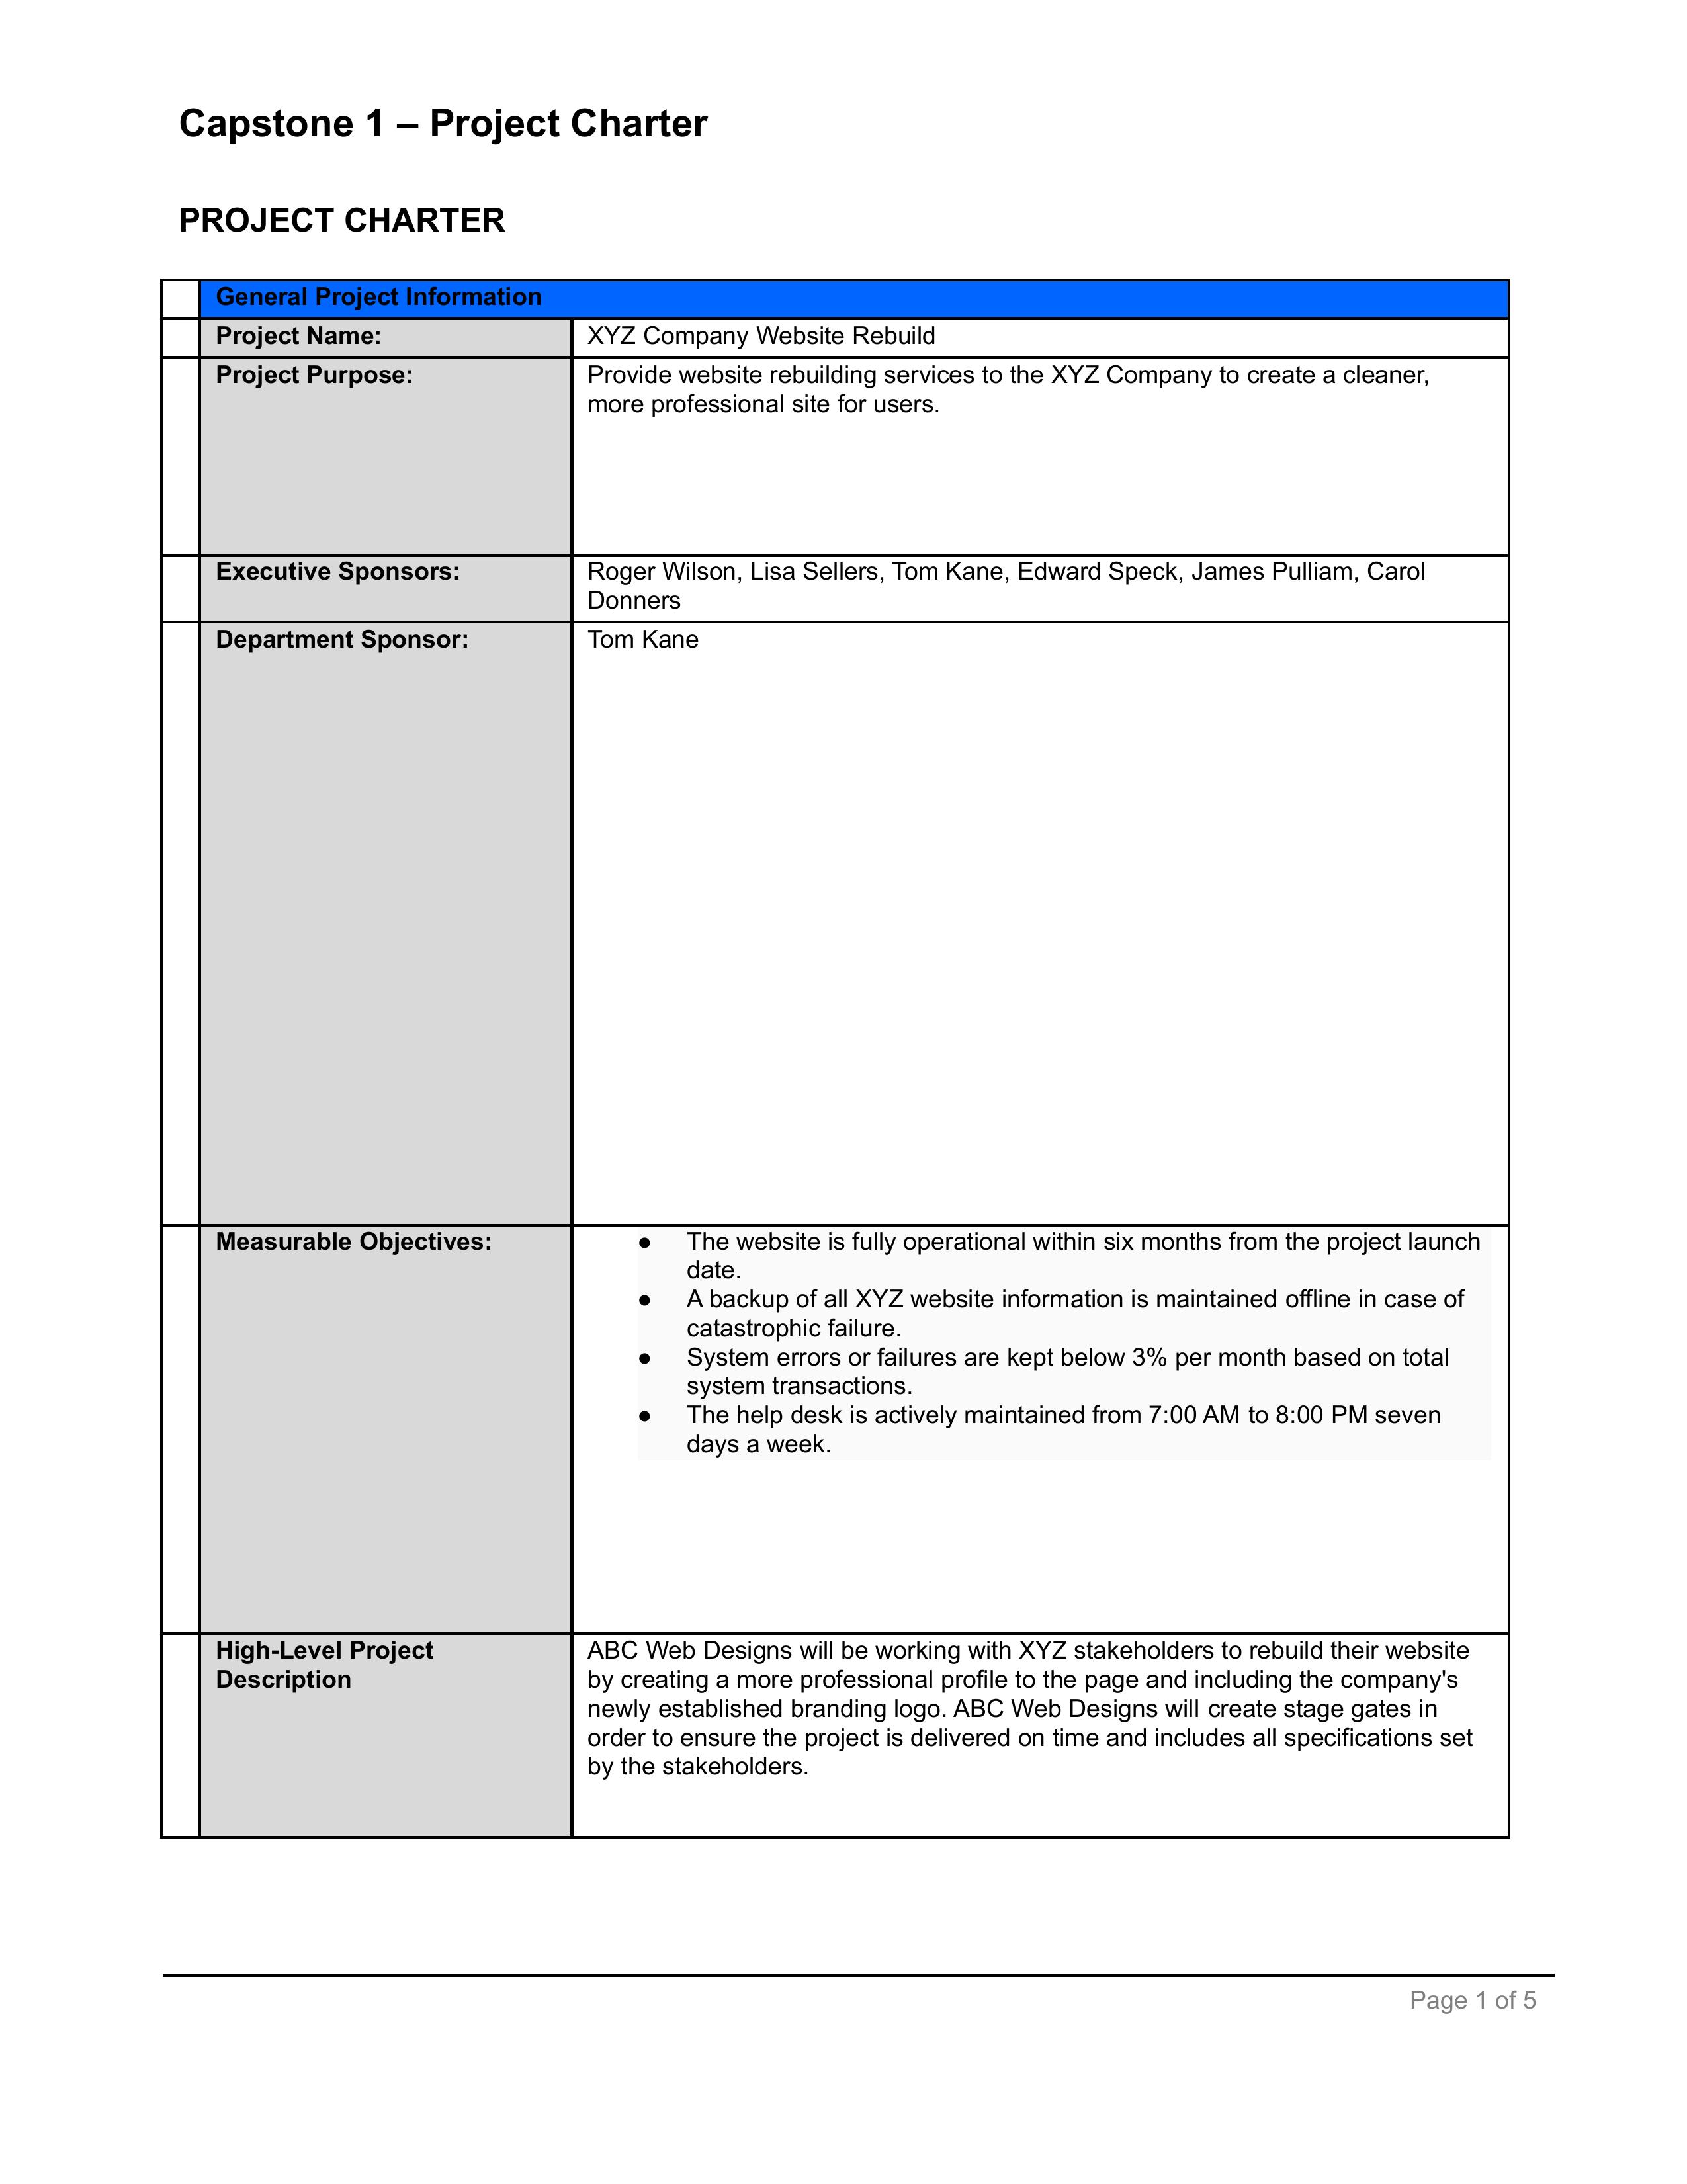 Capstone 1 – Project Charter
PROJECT CHARTER
General Project Information
Project Name:
XYZ Company Website Rebuild
Project Purpose:
Provide website rebuilding services to the XYZ Company to create a cleaner,
more professional site for users.
Executive Sponsors:
Roger Wilson, Lisa Sellers, Tom Kane, Edward Speck, James Pulliam, Carol
Donners
Department Sponsor:
Tom Kane
Measurable Objectives:
● The website is fully operational within six months from the project launch
date.
● A backup of all XYZ website information is maintained offline in case of
catastrophic failure.
● System errors or failures are kept below 3% per month based on total
system transactions.
● The help desk is actively maintained from 7:00 AM to 8:00 PM seven
days a week.
High-Level Project
Description
ABC Web Designs will be working with XYZ stakeholders to rebuild their website
by creating a more professional profile to the page and including the company's
newly established branding logo. ABC Web Designs will create stage gates in
order to ensure the project is delivered on time and includes all specifications set
by the stakeholders.
Page 1 of 5